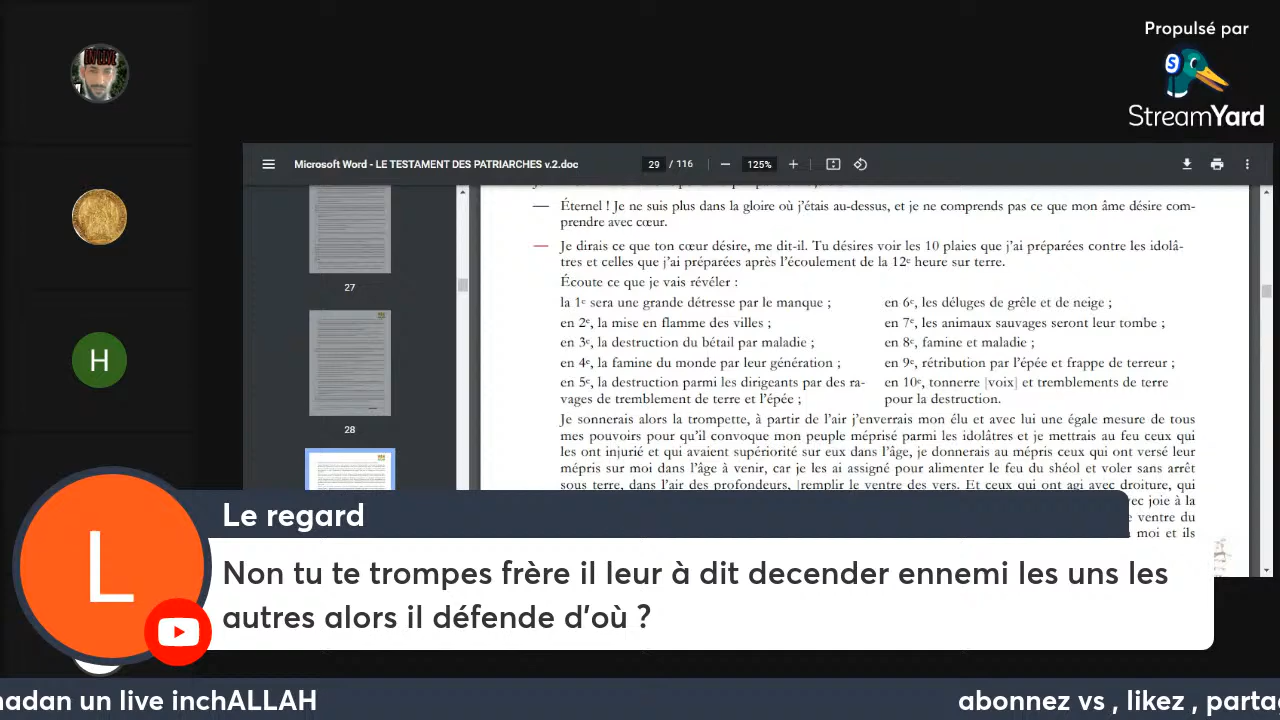 Propulsé par
StreamYard
EN LIVE
Microsoft Word - LE TESTAMENT DES PATRIARCHES v.2.doc
29 / 116
125%
— Éternel ! Je ne suis plus dans la gloire où j'étais au-dessus, et je ne comprends pas ce que mon âme désire com-
prendre avec cœur.
— Je dirais ce que ton cœur désire, me dit-il. Tu désires voir les 10 plaies que j'ai préparées contre les idolâ-
tres et celles que j'ai préparées après l'écoulement de la 12e heure sur terre.
Écoute ce que je vais révéler :
la 1e sera une grande détresse par le manque ;
en 2e, la mise en flamme des villes ;
en 3e, la destruction du bétail par maladie ;
en 4e, la famine du monde par leur génération ;
en 5e, la destruction parmi les dirigeants par des ra-
vages de tremblement de terre et l'épée ;
en 6e, les déluges de grêle et de neige ;
en 7e, les animaux sauvages seront leur tombe ;
en 8e, famine et maladie ;
en 9e, rétribution par l'épée et frappe de terreur ;
en 10e, tonnerre [voix] et tremblements de terre
pour la destruction.
Je sonnerais alors la trompette, à partir de l'air j'enverrais mon élu et avec lui une égale mesure de tous
mes pouvoirs pour qu'il convoque mon peuple méprisé parmi les idolâtres et je mettrais au feu ceux qui
les ont injurié et qui avaient supériorité sur eux dans l'âge, je donnerais au mépris ceux qui ont versé leur
mépris sur moi dans l'âge à venir, car je les ai assigné pour alimenter le feu du shéol et voler sans arrêt
sous terre, dans l'air des profondeurs, [remplir le ventre des vers. Et ceux qui ont agi avec droiture, qui
vec joie à la
e ventre du
moi et ils
27
28
H
L
Le regard
Non tu te trompes frère il leur à dit decender ennemi les uns les
autres alors il défende d'où ?
nadan un live inchALLAH
abonnez vs , likez , parta